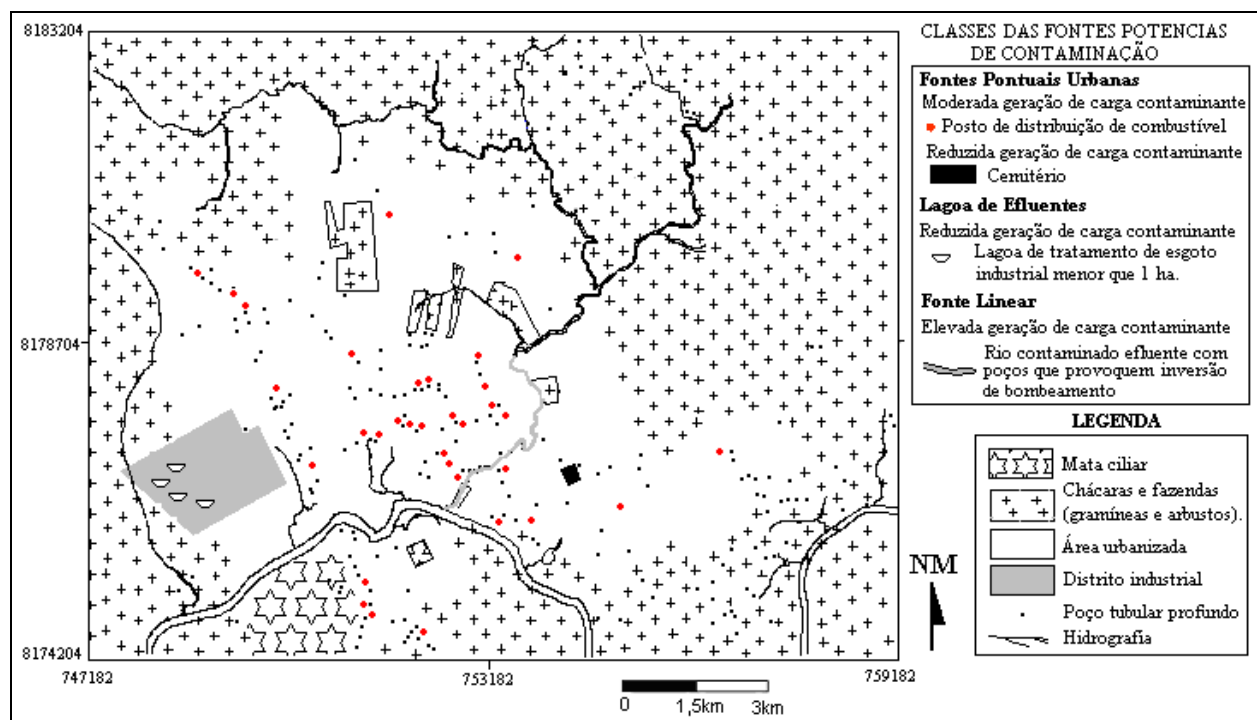 8183204
8178704
8174204
747182
753182
759182
0
1,5km
3km
NM
CLASSES DAS FONTES POTENCIAS
DE CONTAMINAÇÃO
Fontes Pontuais Urbanas
Moderada geração de carga contaminante
Posto de distribuição de combustível
Reduzida geração de carga contaminante
Cemitério
Lagoa de Efluentes
Reduzida geração de carga contaminante
Lagoa de tratamento de esgoto
industrial menor que 1 ha.
Fonte Linear
Elevada geração de carga contaminante
Rio contaminado efluente com
poços que provoquem inversão
de bombeamento
LEGENDA
Mata ciliar
Chácaras e fazendas
(gramíneas e arbustos).
Área urbanizada
Distrito industrial
Poço tubular profundo
Hidrografia